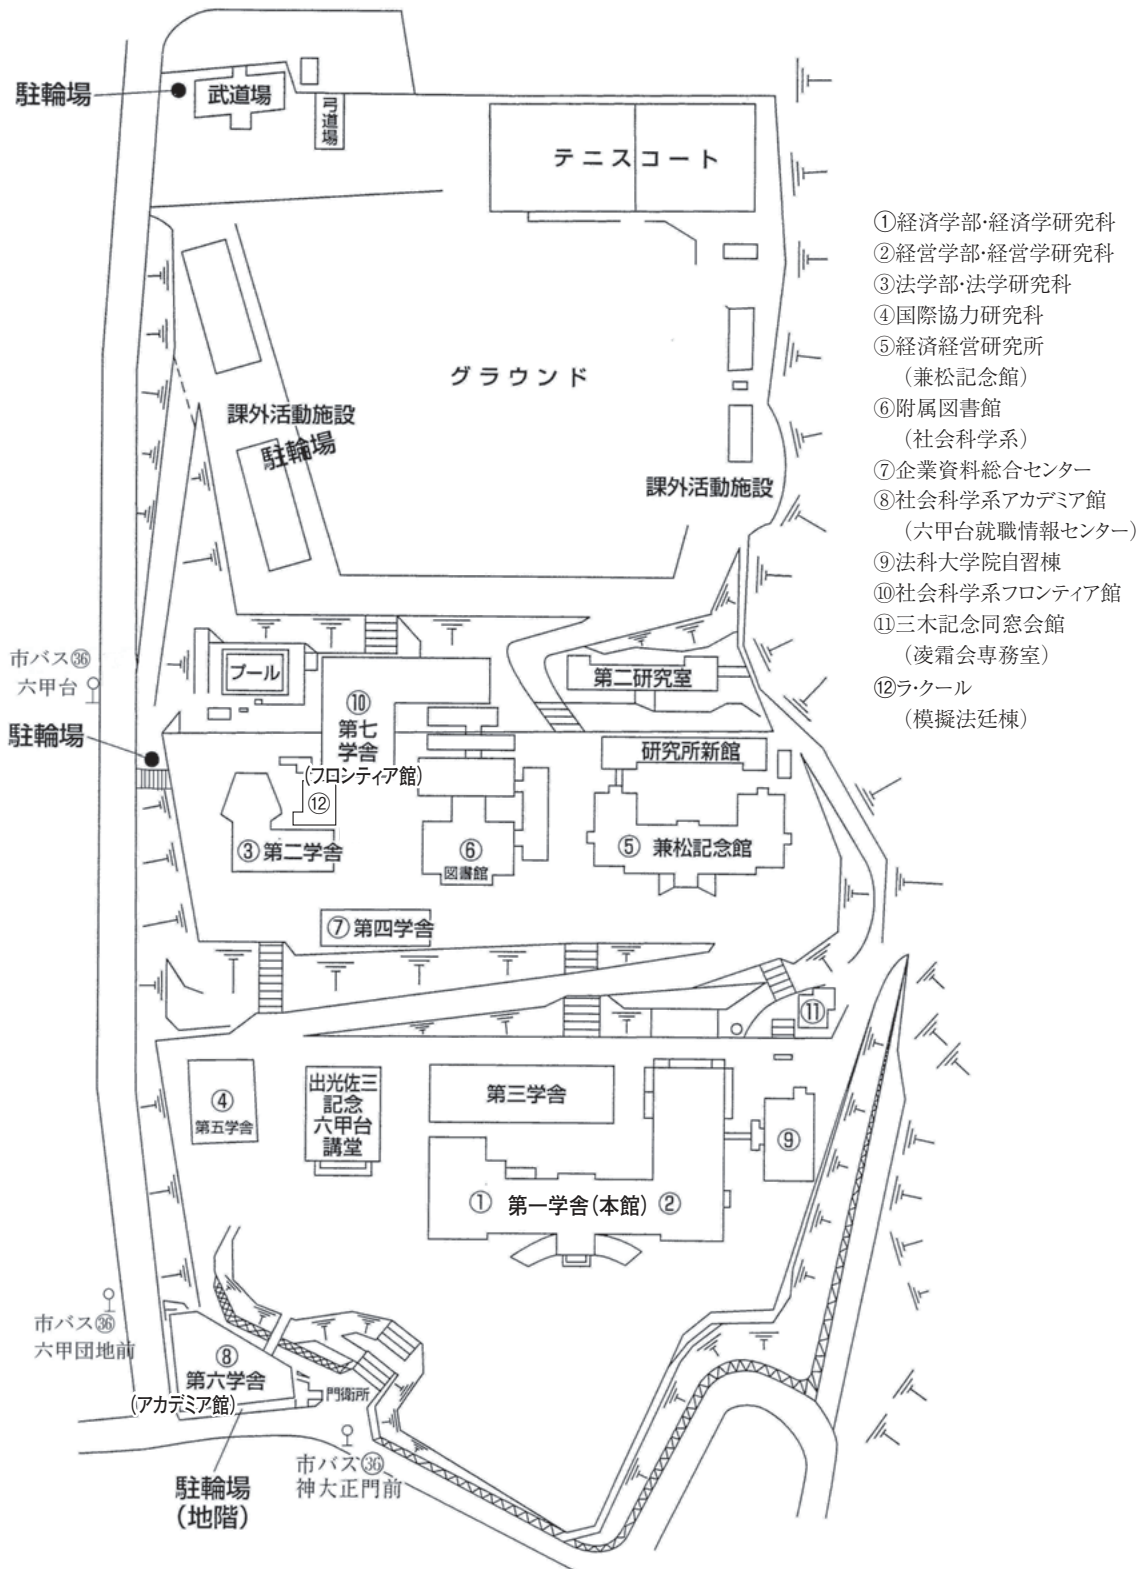 駐輪場
武道場
弓道場
テニスコート
グラウンド
課外活動施設
駐輪場
課外活動施設
市バス㊱
六甲台
駐輪場
プール
⑩
第七
学舎
(フロンティア館)
⑫
第二研究室
研究所新館
③第二学舎
⑥
図書館
⑤ 兼松記念館
⑦第四学舎
⑪
④
第五学舎
出光佐三
記念
六甲台
講堂
第三学舎
⑨
① 第一学舎(本館) ②
市バス㊱
六甲団地前
⑧
第六学舎
(アカデミア館)
門衛所
駐輪場
(地階)
市バス㊱
神大正門前
①経済学部・経済学研究科
②経営学部・経営学研究科
③法学部・法学研究科
④国際協力研究科
⑤経済経営研究所
(兼松記念館)
⑥附属図書館
(社会科学系)
⑦企業資料総合センター
⑧社会科学系アカデミア館
(六甲台就職情報センター)
⑨法科大学院自習棟
⑩社会科学系フロンティア館
⑪三木記念同窓会館
(凌霜会専務室)
⑫ラ・クール
(模擬法廷棟)